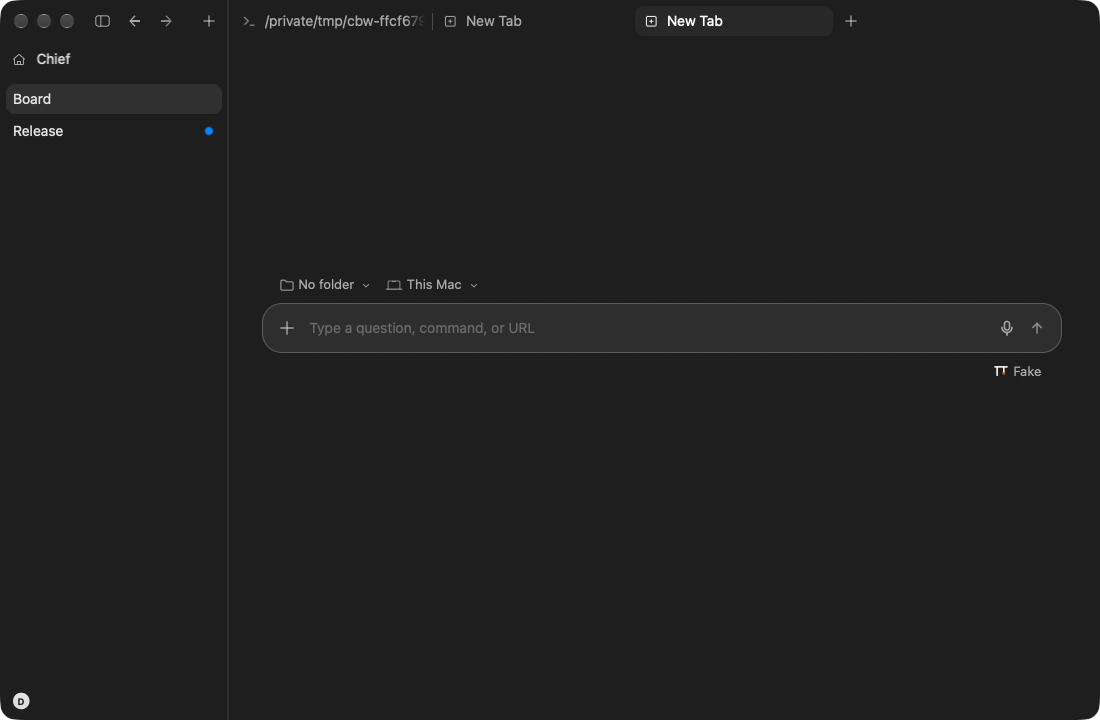 /private/tmp/cbw-ffcf679
New Tab
New Tab
Chief
Board
Release
No folder
This Mac
Type a question, command, or URL
Fake
D